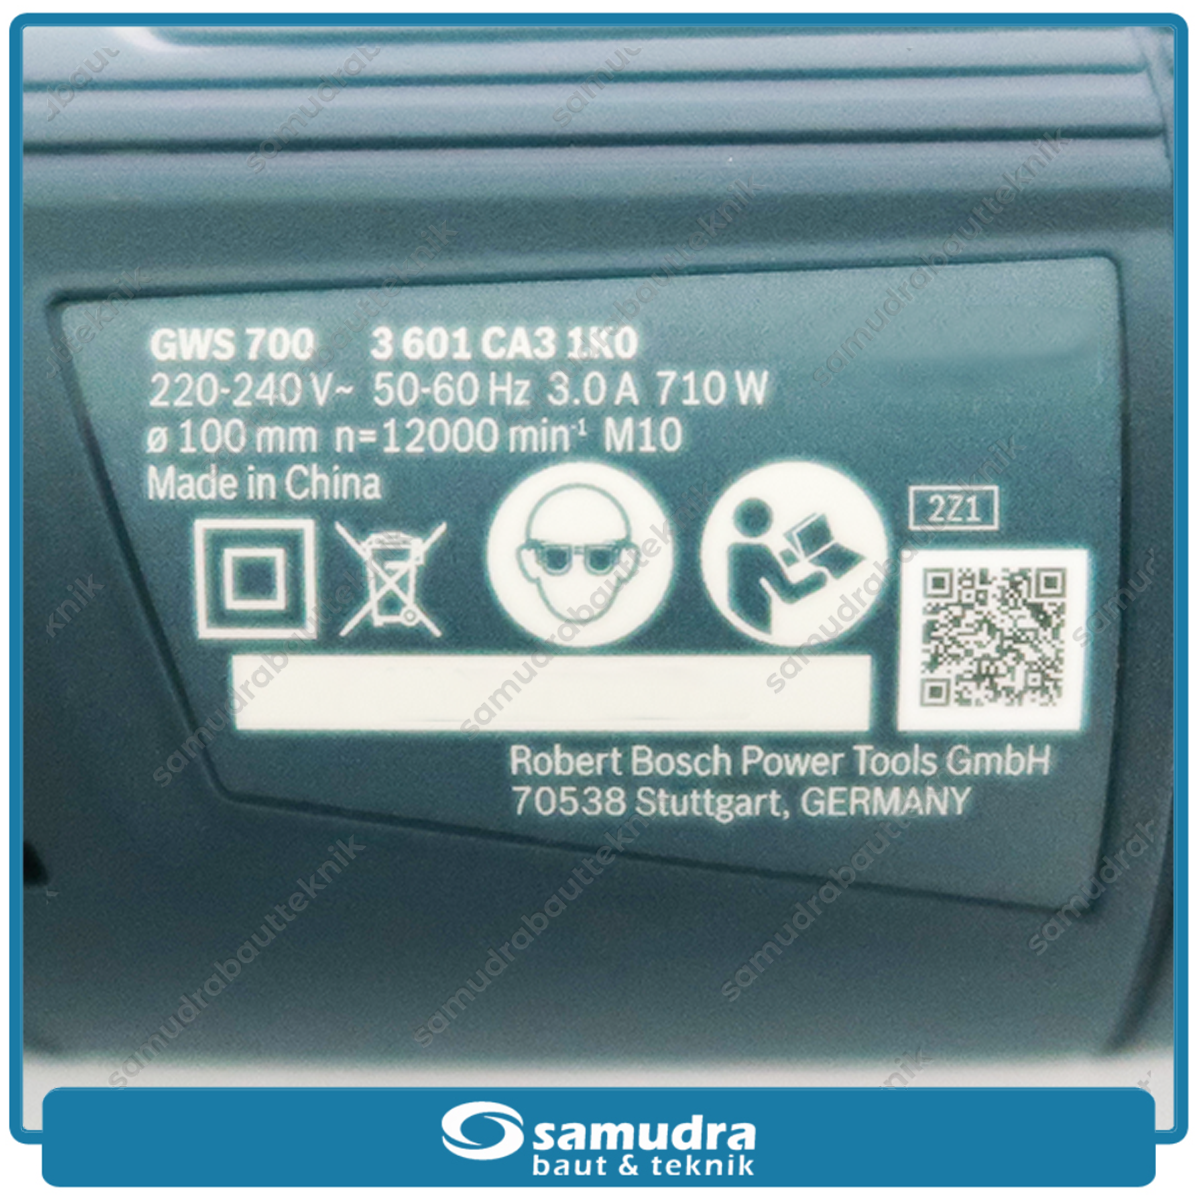 GWS 700 3 601 CA3 1K0
220-240 V~ 50-60 Hz 3.0 A 710 W
ø 100 mm n=12000 min-1 M10
Made in China
2Z1
Robert Bosch Power Tools GmbH
70538 Stuttgart, GERMANY
samudrabautteknik
samudra
baut & teknik